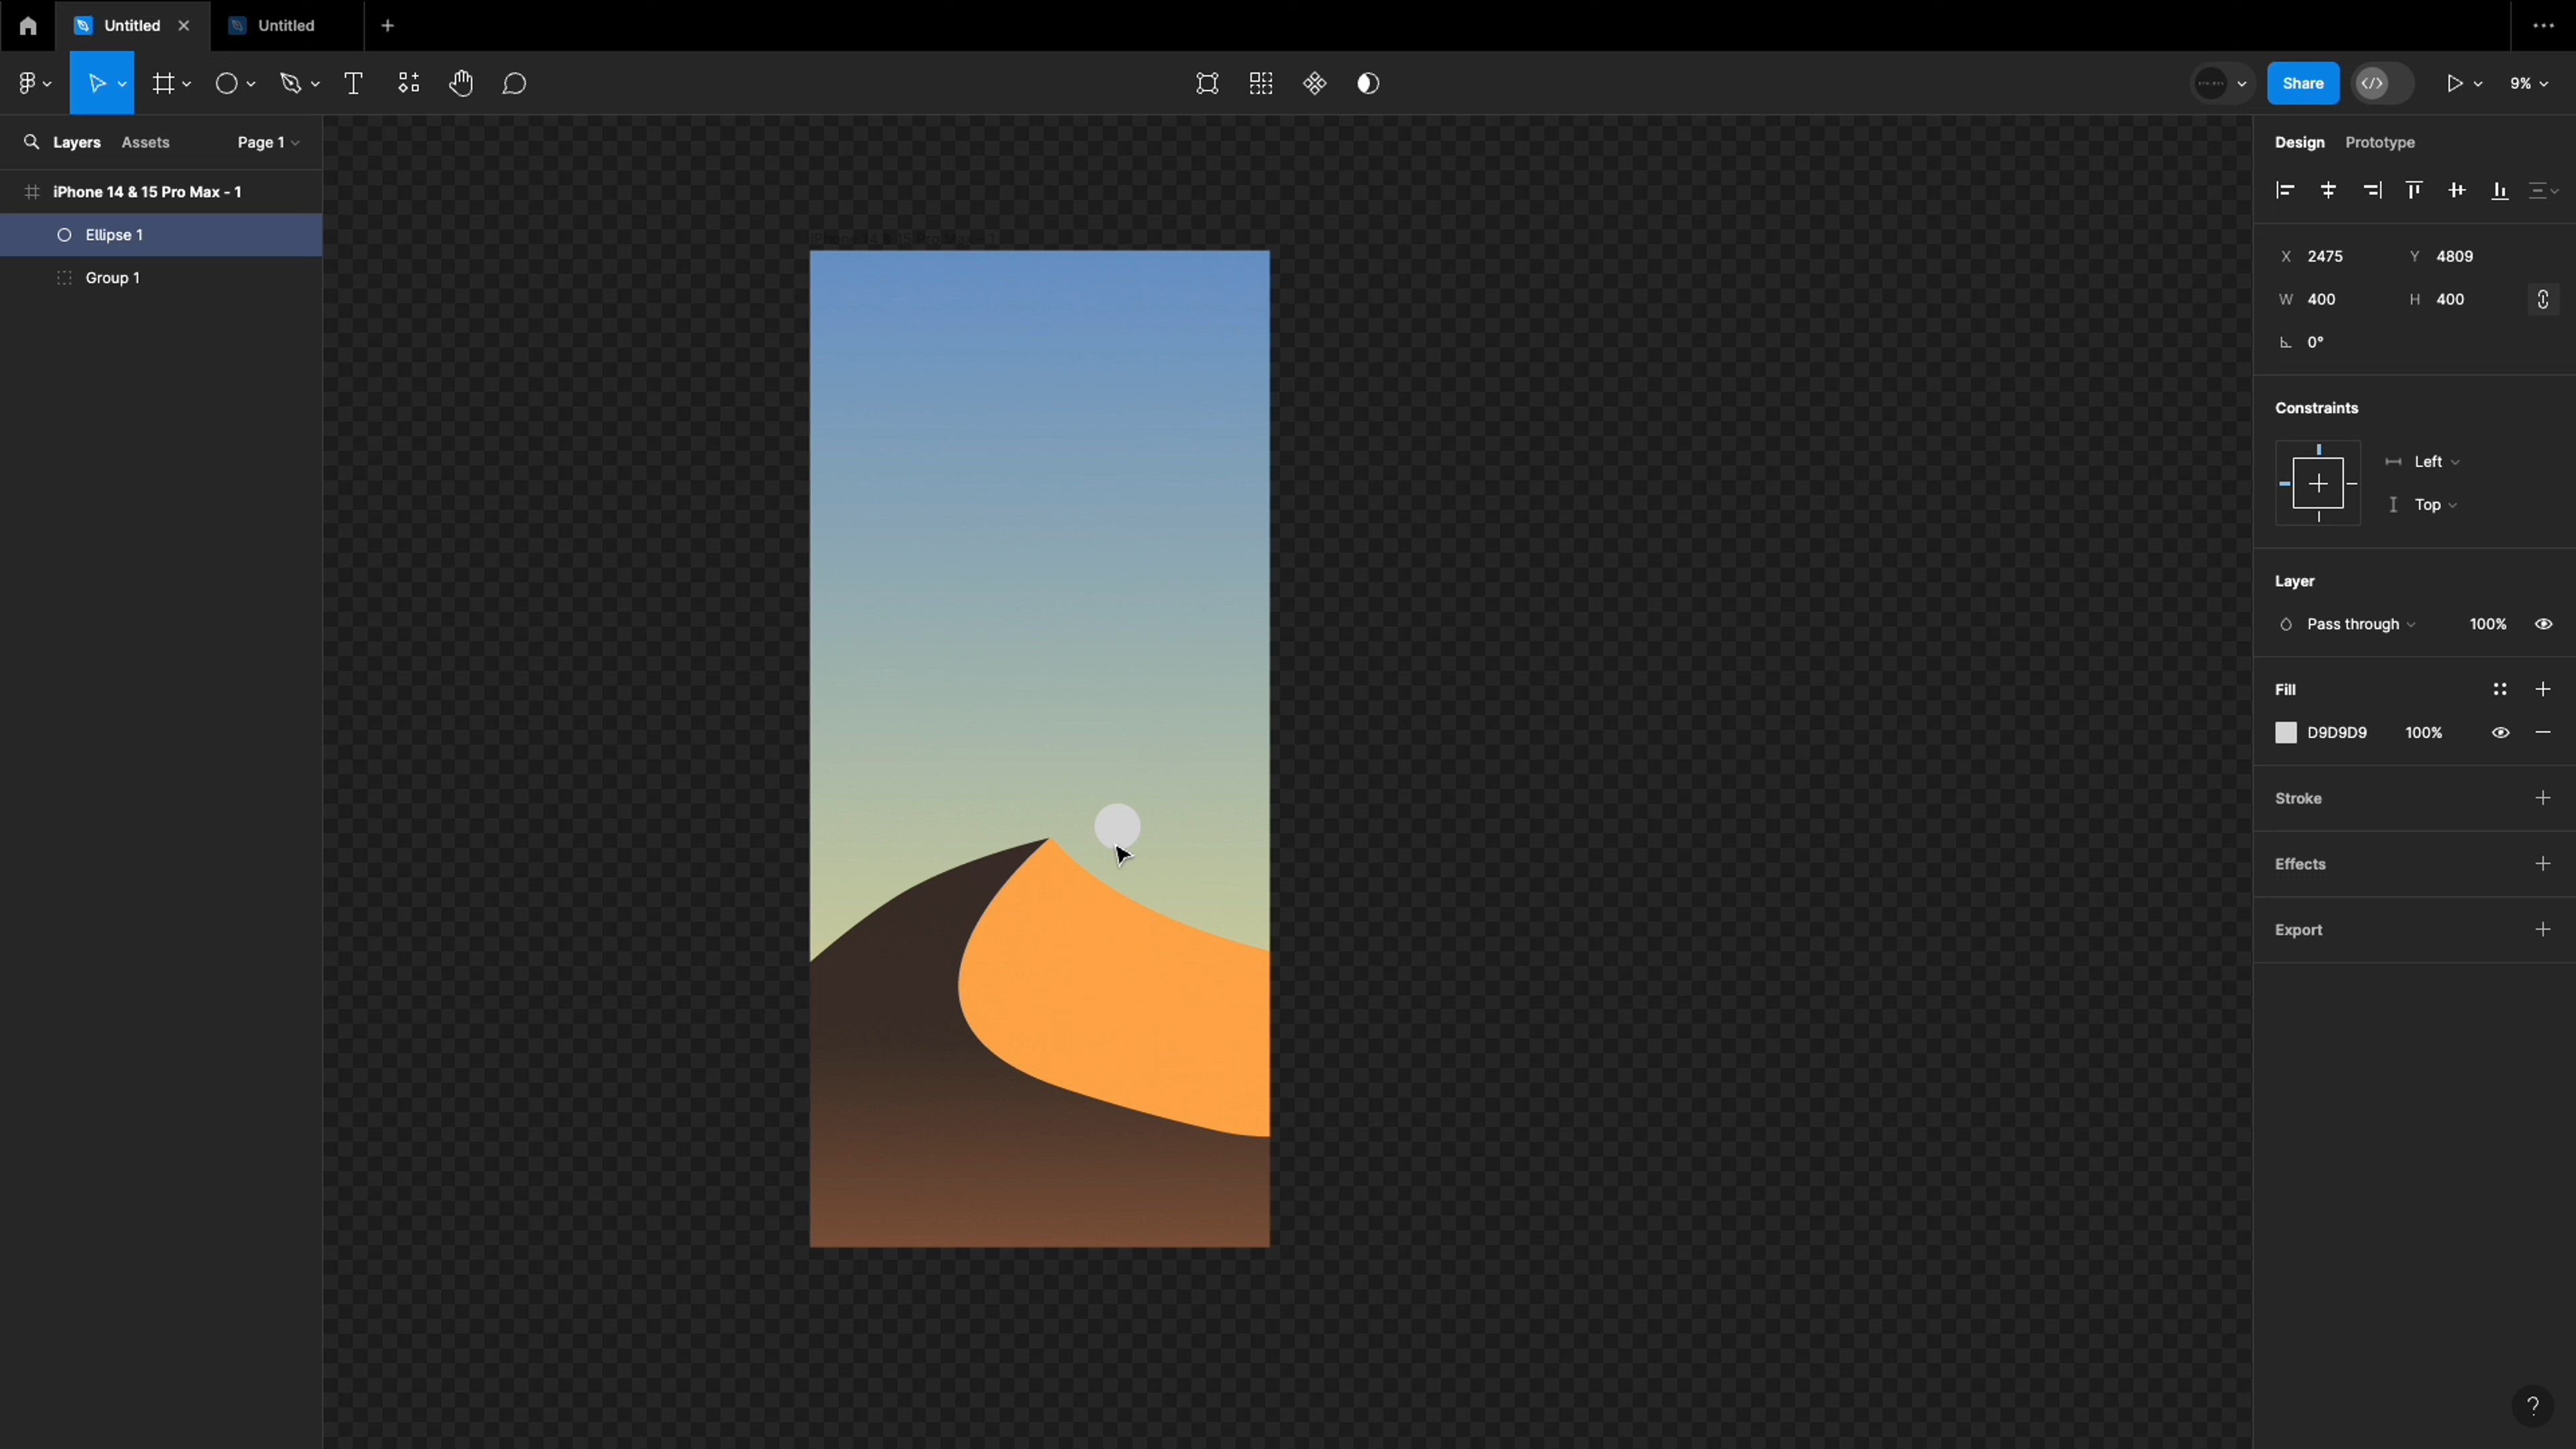 Untitled
Untitled
Share
9%
Layers
Assets
Page 1
Design
Prototype
iPhone 14 & 15 Pro Max - 1
Ellipse 1
Group 1
X 2475
Y 4809
W 400
H 400
0°
Constraints
Left
Top
Layer
Pass through
100%
Fill
D9D9D9
100%
Stroke
Effects
Export
?